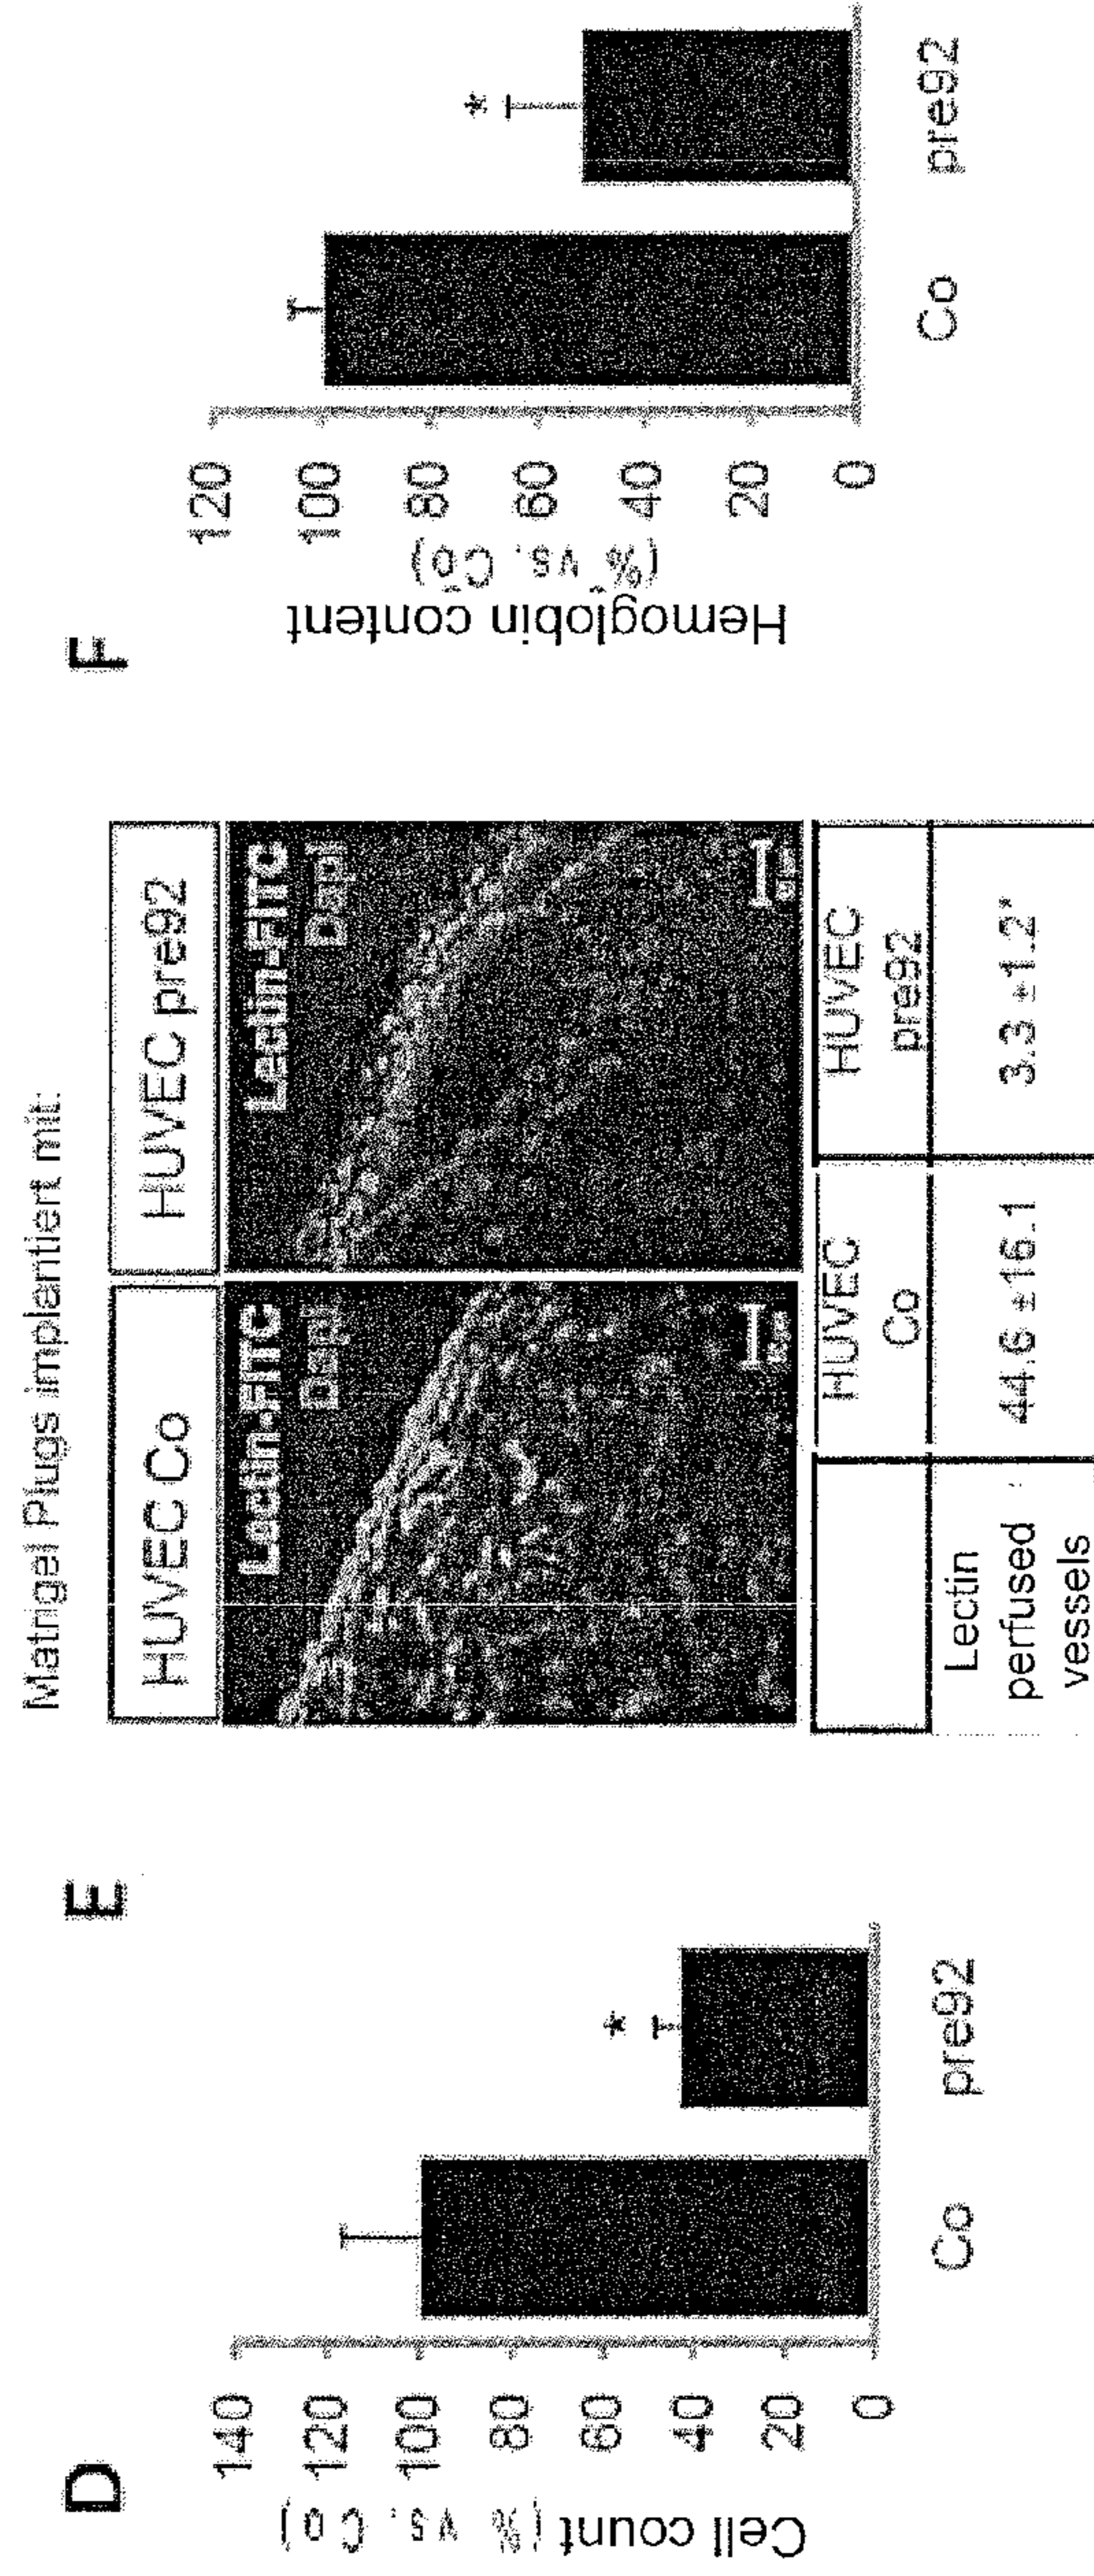 D
Cell count
(% vs. Co)
140
120
100
80
60
40
20
0
Co
pre92
E
Matrigel Plugs implantiert mit:
HUVEC Co
HUVEC pre92
Lectin-FITC
Dapi
Lectin-FITC
Dapi
HUVEC
Co
HUVEC
pre92
Lectin
perfused
vessels
44.6 ±16.1
3.3 ±1.2*
F
Hemoglobin content
(% vs. Co)
120
100
80
60
40
20
0
*
Co
pre92
*